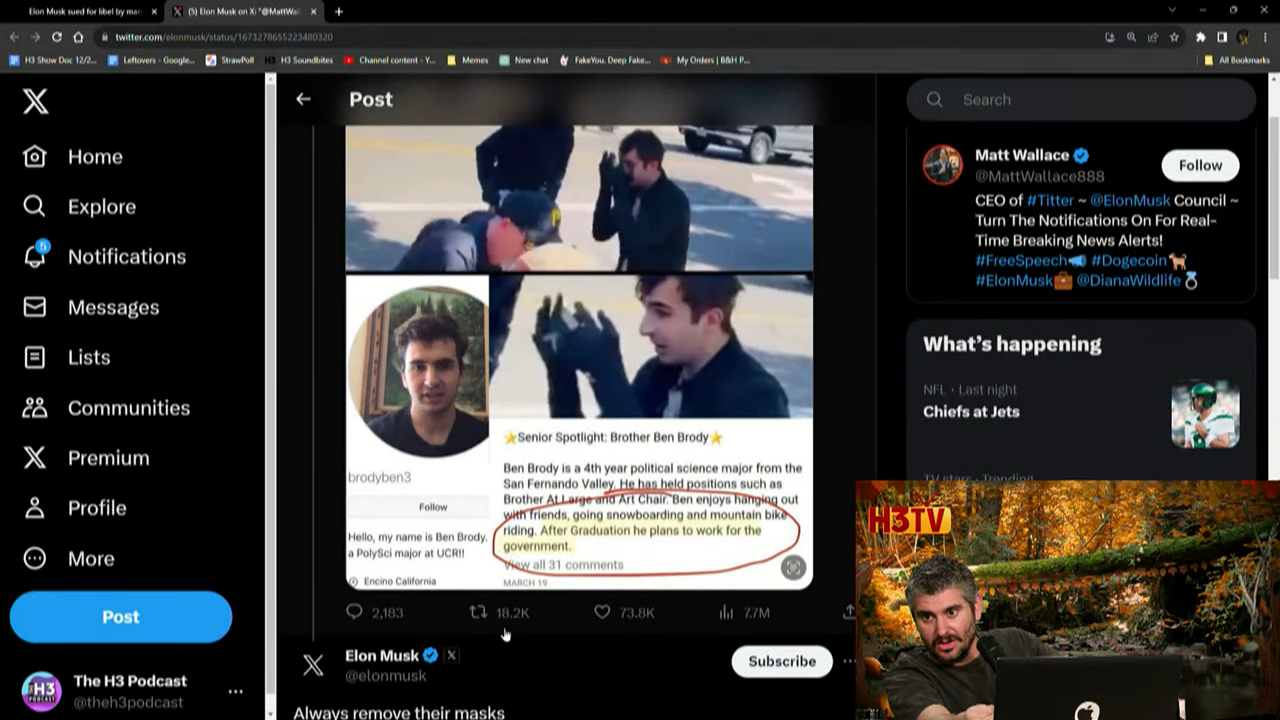 Elon Musk sued for libel by ma
(5) Elon Musk on X: "@MattWal
twitter.com/elonmusk/status/1673278655223480320
H3 Show Doc 12/2...
Leftovers - Google...
StrawPoll
H3 Soundbites
Channel content - Y...
Memes
New chat
FakeYou. Deep Fake...
My Orders | B&H P...
All Bookmarks
Home
Explore
5
Notifications
Messages
Lists
Communities
Premium
Profile
More
Post
The H3 Podcast
@theh3podcast
Post
brodyben3
Follow
Hello, my name is Ben Brody.
a PolySci major at UCR!!
Encino California
⭐Senior Spotlight: Brother Ben Brody⭐
Ben Brody is a 4th year political science major from the
San Fernando Valley. He has held positions such as
Brother At Large and Art Chair. Ben enjoys hanging out
with friends, going snowboarding and mountain bike
riding. After Graduation he plans to work for the
government.
View all 31 comments
MARCH 19
2,183
18.2K
73.8K
7.7M
Elon Musk
@elonmusk
Subscribe
Always remove their masks
Search
Matt Wallace
@MattWallace888
Follow
CEO of #Titter ~ @ElonMusk Council ~
Turn The Notifications On For Real-
Time Breaking News Alerts!
#FreeSpeech📣 #Dogecoin🐕
#ElonMusk💼 @DianaWildlife💍
What's happening
NFL · Last night
Chiefs at Jets
TV stars · Trending
H3TV